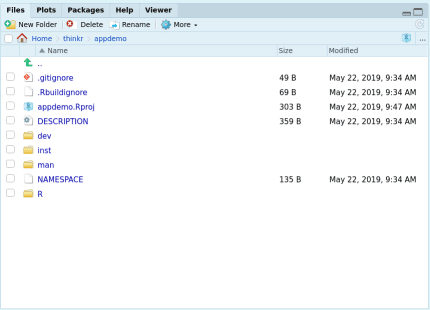 Files Plots Packages Help Viewer
New Folder Delete Rename More
Home thinkr appdemo ...
Name Size Modified
..
.gitignore 49 B May 22, 2019, 9:34 AM
.Rbuildignore 69 B May 22, 2019, 9:34 AM
appdemo.Rproj 303 B May 22, 2019, 9:47 AM
DESCRIPTION 359 B May 22, 2019, 9:34 AM
dev
inst
man
NAMESPACE 135 B May 22, 2019, 9:34 AM
R